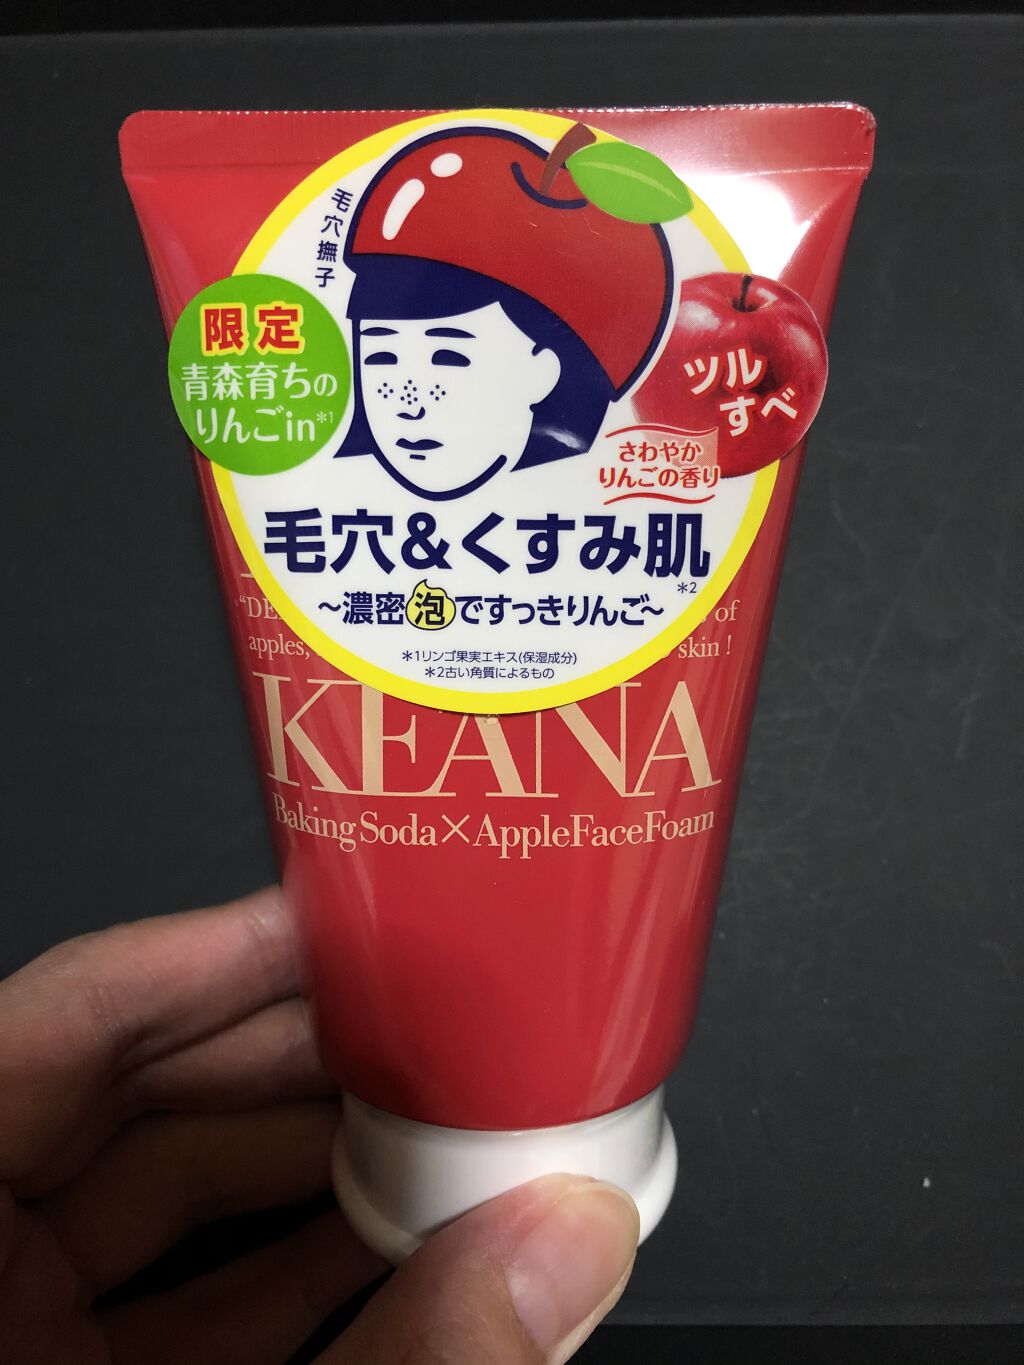 毛穴撫子
限定
青森育ちの
りんごin*1
ツル
すべ
さわやか
りんごの香り
毛穴&くすみ肌
*2
～濃密泡ですっきりんご～
*1リンゴ果実エキス(保湿成分)
*2古い角質によるもの
of
apples,
skin !
KEANA
Baking Soda×AppleFaceFoam